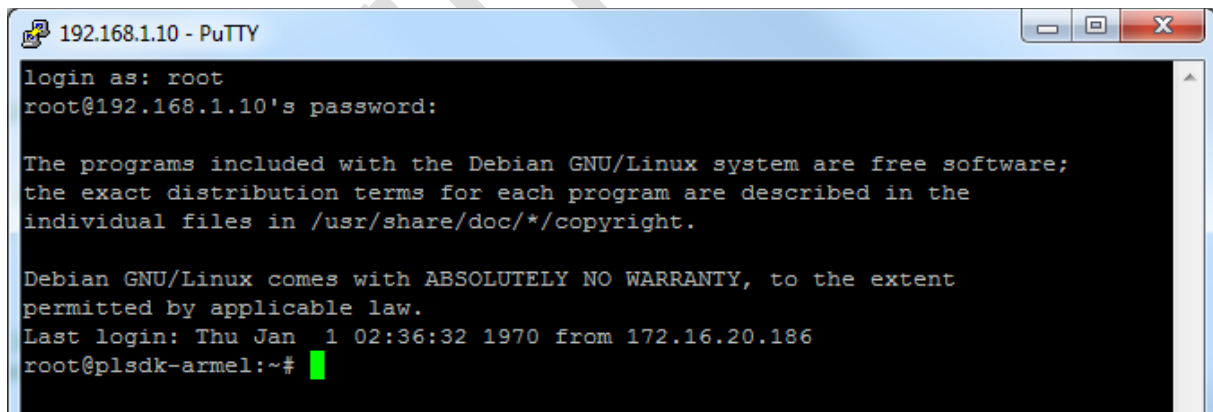 192.168.1.10 - PuTTY
login as: root
root@192.168.1.10's password:
The programs included with the Debian GNU/Linux system are free software;
the exact distribution terms for each program are described in the
individual files in /usr/share/doc/*/copyright.
Debian GNU/Linux comes with ABSOLUTELY NO WARRANTY, to the extent
permitted by applicable law.
Last login: Thu Jan  1 02:36:32 1970 from 172.16.20.186
root@plsdk-armel:~#